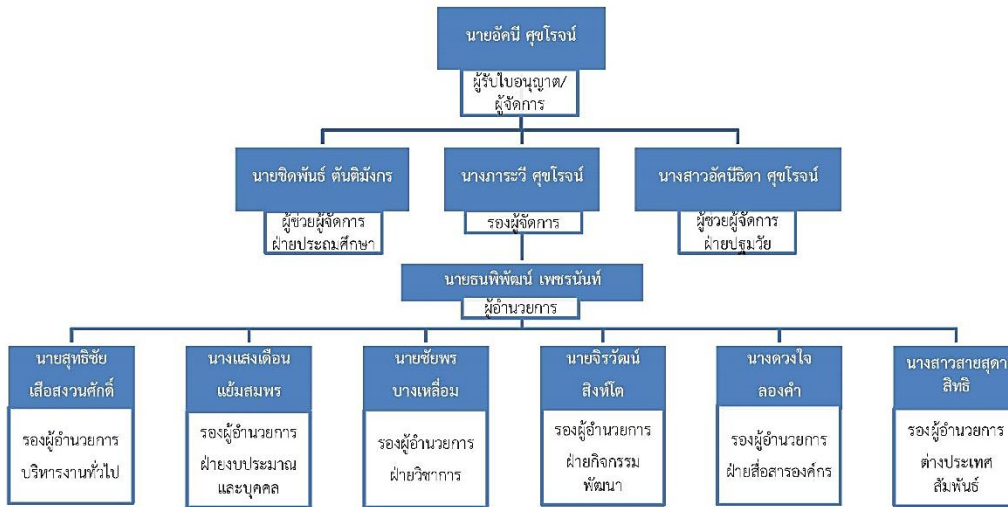 นายอัคนี ศุขโรจน์
ผู้รับใบอนุญาต/
ผู้จัดการ
นายชิดพันธ์ ตันติมังกร
ผู้ช่วยผู้จัดการ
ฝ่ายประถมศึกษา
นางภาระวี ศุขโรจน์
รองผู้จัดการ
นางสาวอัคนีธิดา ศุขโรจน์
ผู้ช่วยผู้จัดการ
ฝ่ายปฐมวัย
นายธนพิพัฒน์ เพชรนันท์
ผู้อำนวยการ
นายสุทธิชัย
เสือสงวนศักดิ์
รองผู้อำนวยการ
บริหารงานทั่วไป
นางแสงเดือน
แย้มสมพร
รองผู้อำนวยการ
ฝ่ายงบประมาณ
และบุคคล
นายชัยพร
บางเหลื่อม
รองผู้อำนวยการ
ฝ่ายวิชาการ
นายจิรวัฒน์
สิงห์โต
รองผู้อำนวยการ
ฝ่ายกิจกรรม
พัฒนา
นางดวงใจ
ลองคำ
รองผู้อำนวยการ
ฝ่ายสื่อสารองค์กร
นางสาวสายสุดา
สิทธิ
รองผู้อำนวยการ
ต่างประเทศ
สัมพันธ์